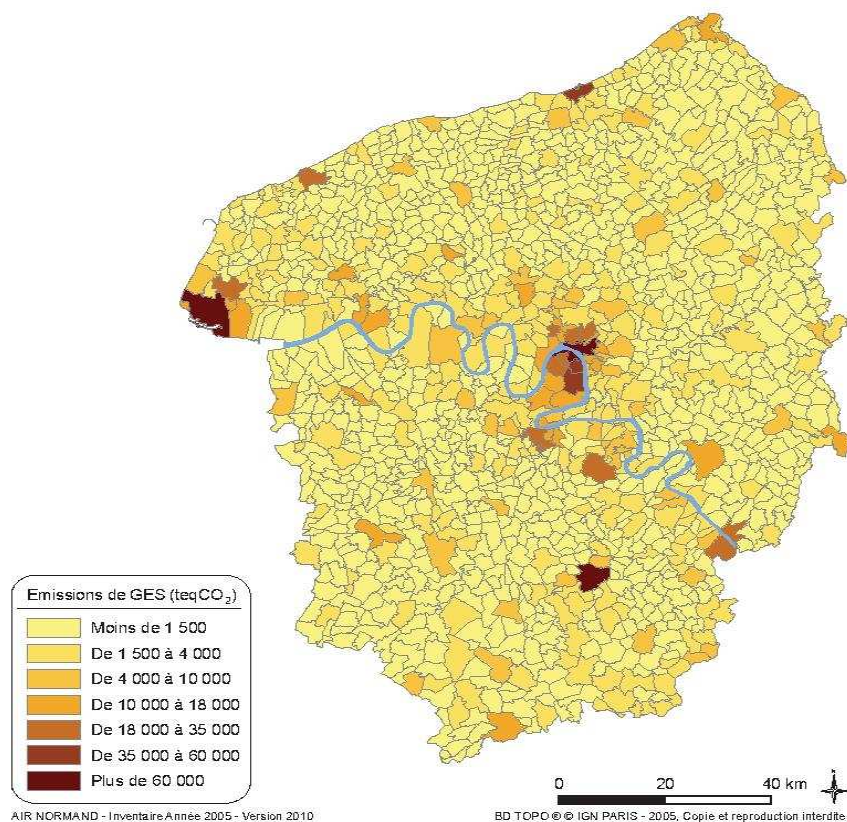 Emissions de GES (teqCO₂)
Moins de 1 500
De 1 500 à 4 000
De 4 000 à 10 000
De 10 000 à 18 000
De 18 000 à 35 000
De 35 000 à 60 000
Plus de 60 000
0 20 40 km
AIR NORMAND - Inventaire Année 2005 - Version 2010
BD TOPO ® © IGN PARIS - 2005, Copie et reproduction interdite